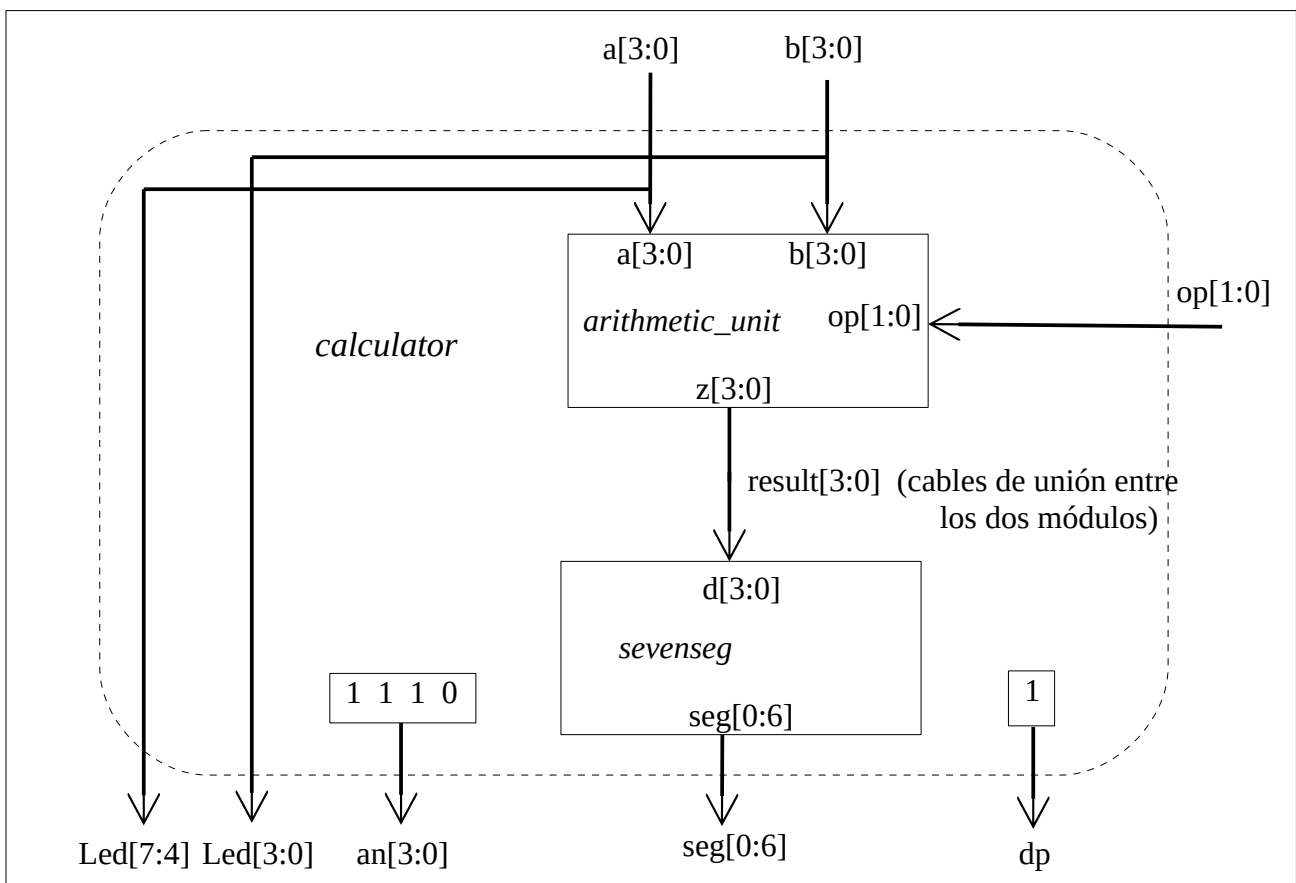 a[3:0] b[3:0]
a[3:0] b[3:0]
op[1:0]
arithmetic_unit op[1:0]
calculator
z[3:0]
result[3:0] (cables de unión entre
los dos módulos)
d[3:0]
sevenseg
1 1 1 0
1
seg[0:6]
Led[7:4] Led[3:0] an[3:0] seg[0:6] dp